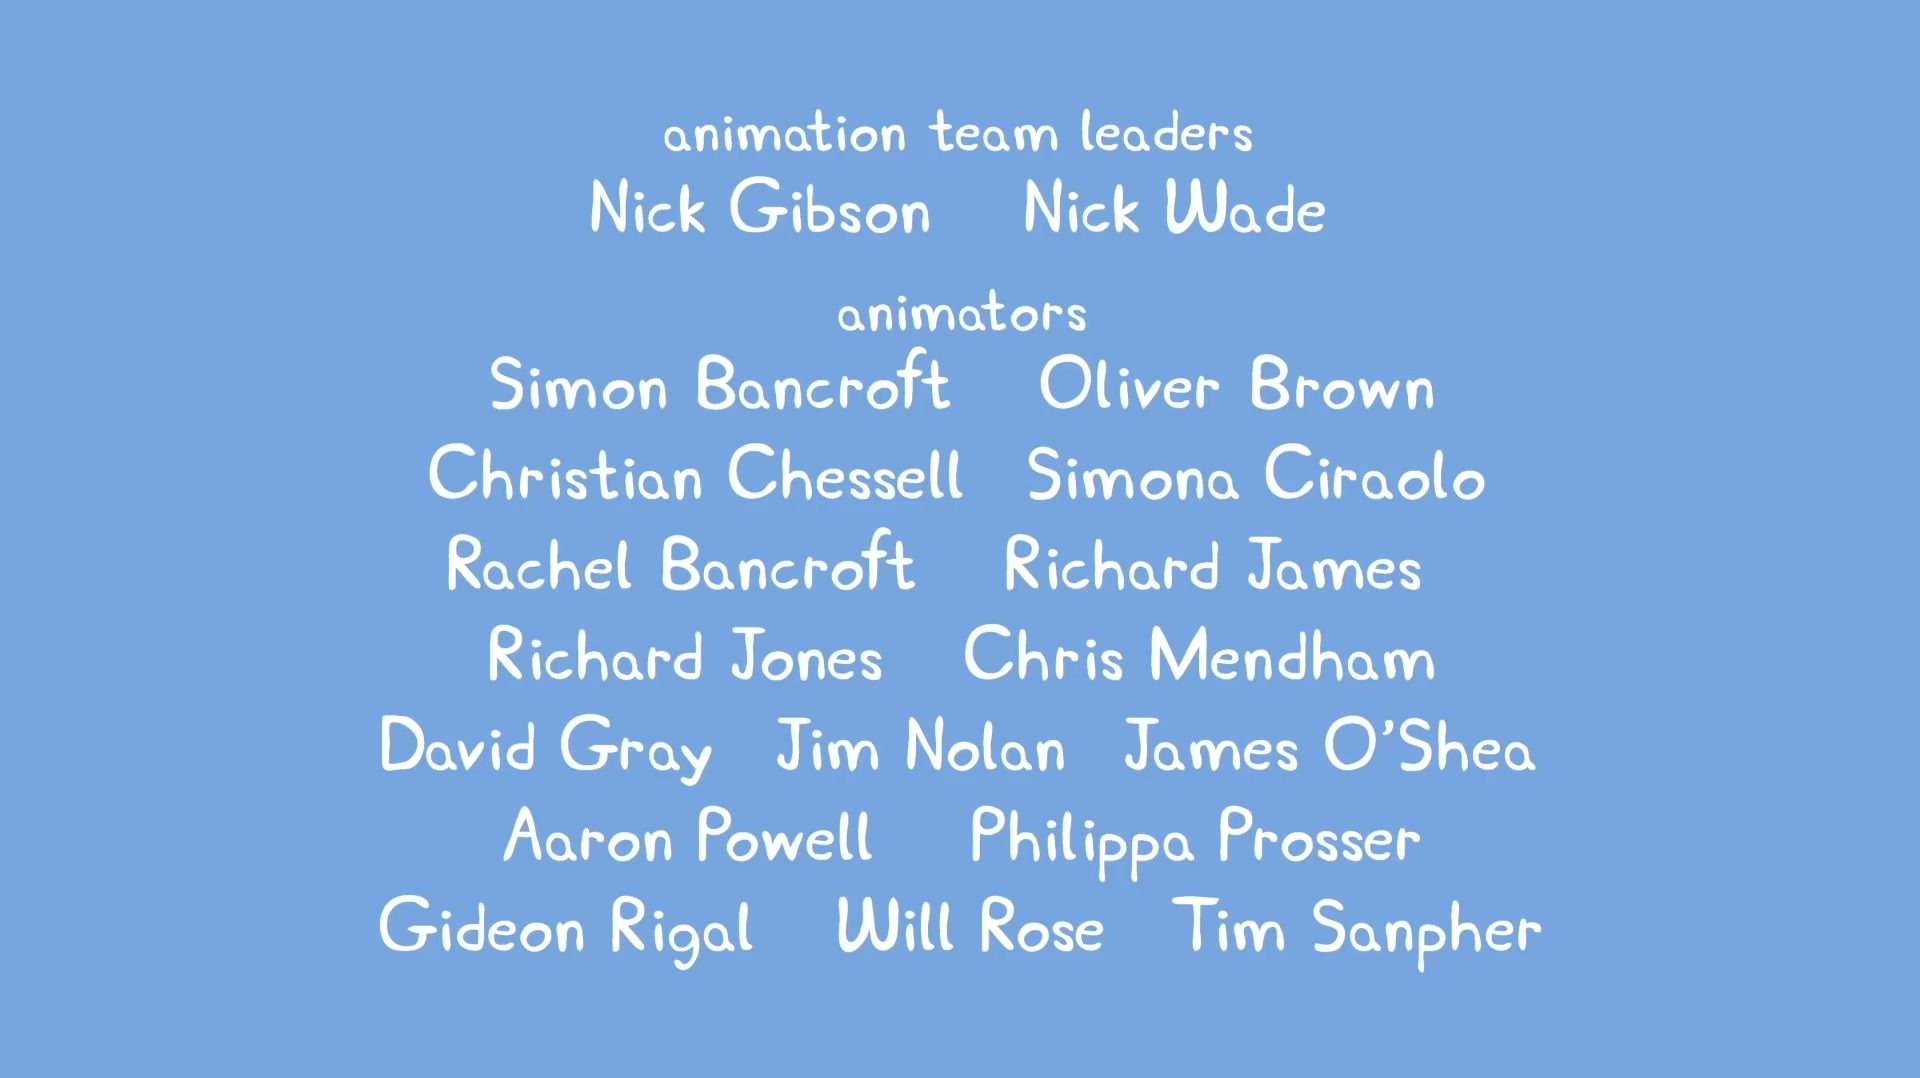 animation team leaders
Nick Gibson Nick Wade
animators
Simon Bancroft Oliver Brown
Christian Chessell Simona Ciraolo
Rachel Bancroft Richard James
Richard Jones Chris Mendham
David Gray Jim Nolan James O'Shea
Aaron Powell Philippa Prosser
Gideon Rigal Will Rose Tim Sanpher